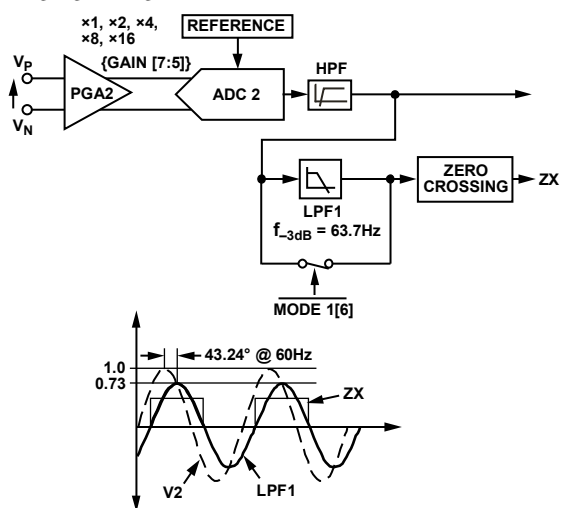 ×1, ×2, ×4,
×8, ×16
REFERENCE
{GAIN [7:5]}
HPF
VP
PGA2
ADC 2
VN
ZERO
CROSSING
ZX
LPF1
f–3dB = 63.7Hz
MODE 1[6]
43.24° @ 60Hz
1.0
0.73
ZX
V2
LPF1